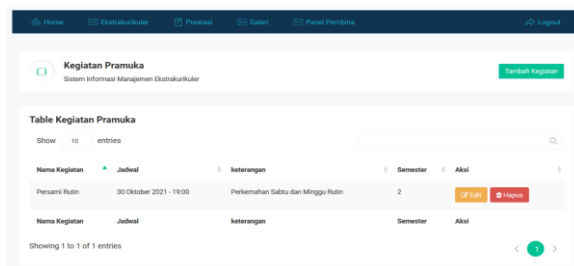 Home Ekstrakurikuler Prestasi Galeri Panel Pembina Logout
Kegiatan Pramuka
Sistem Informasi Manajemen Ekstrakurikuler
Tambah Kegiatan
Table Kegiatan Pramuka
Show 10 entries
Nama Kegiatan Jadwal keterangan Semester Aksi
Persami Rutin 30 Oktober 2021 - 19:00 Perkemahan Sabtu dan Minggu Rutin 2 Edit Hapus
Nama Kegiatan Jadwal keterangan Semester Aksi
Showing 1 to 1 of 1 entries
< 1 >